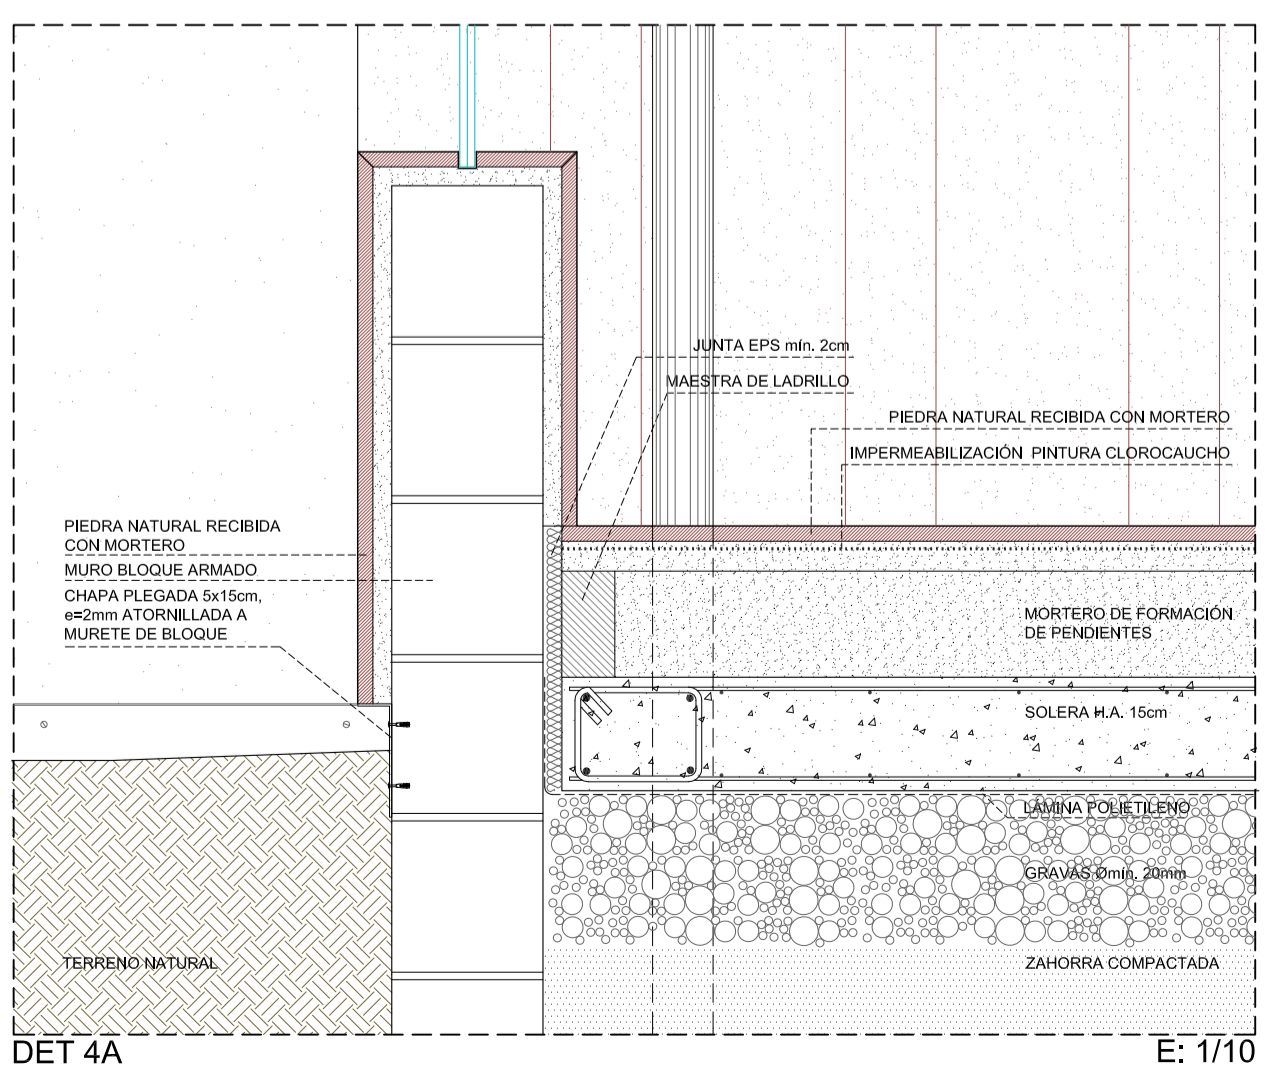 JUNTA EPS mín. 2cm
MAESTRA DE LADRILLO
PIEDRA NATURAL RECIBIDA CON MORTERO
IMPERMEABILIZACIÓN PINTURA CLOROCAUCHO
PIEDRA NATURAL RECIBIDA
CON MORTERO
MURO BLOQUE ARMADO
CHAPA PLEGADA 5x15cm,
e=2mm ATORNILLADA A
MURETE DE BLOQUE
MORTERO DE FORMACIÓN
DE PENDIENTES
SOLERA H.A. 15cm
LÁMINA POLIETILENO
GRAVAS Ømín. 20mm
TERRENO NATURAL
ZAHORRA COMPACTADA
DET 4A
E: 1/10